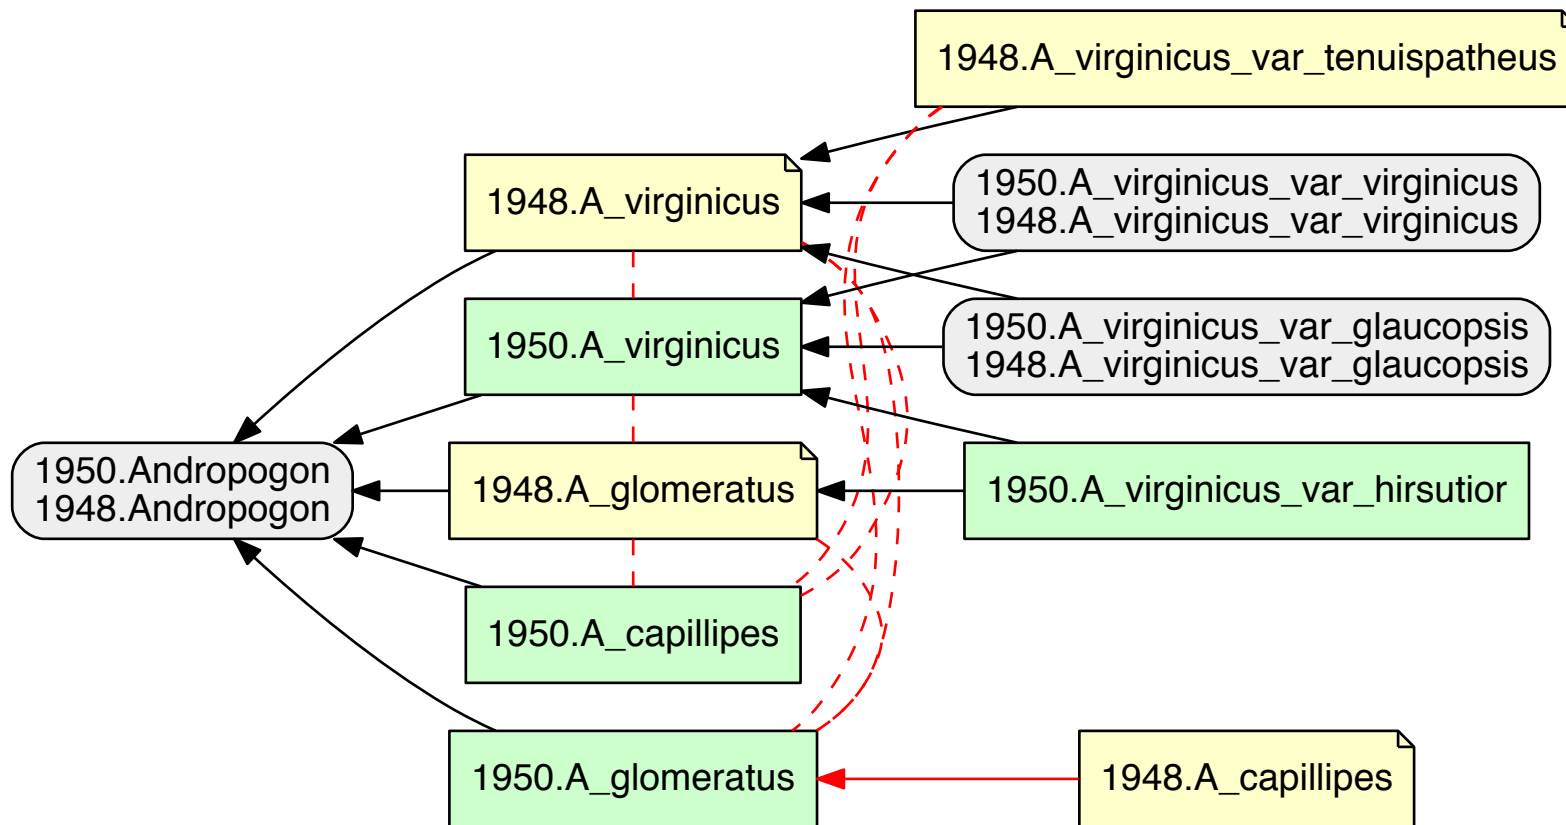 1948.A_virginicus_var_tenuispatheus
1948.A_virginicus
1950.A_virginicus_var_virginicus
1948.A_virginicus_var_virginicus
1950.A_virginicus
1950.A_virginicus_var_glaucopsis
1948.A_virginicus_var_glaucopsis
1950.Andropogon
1948.Andropogon
1948.A_glomeratus
1950.A_virginicus_var_hirsutior
1950.A_capillipes
1950.A_glomeratus
1948.A_capillipes